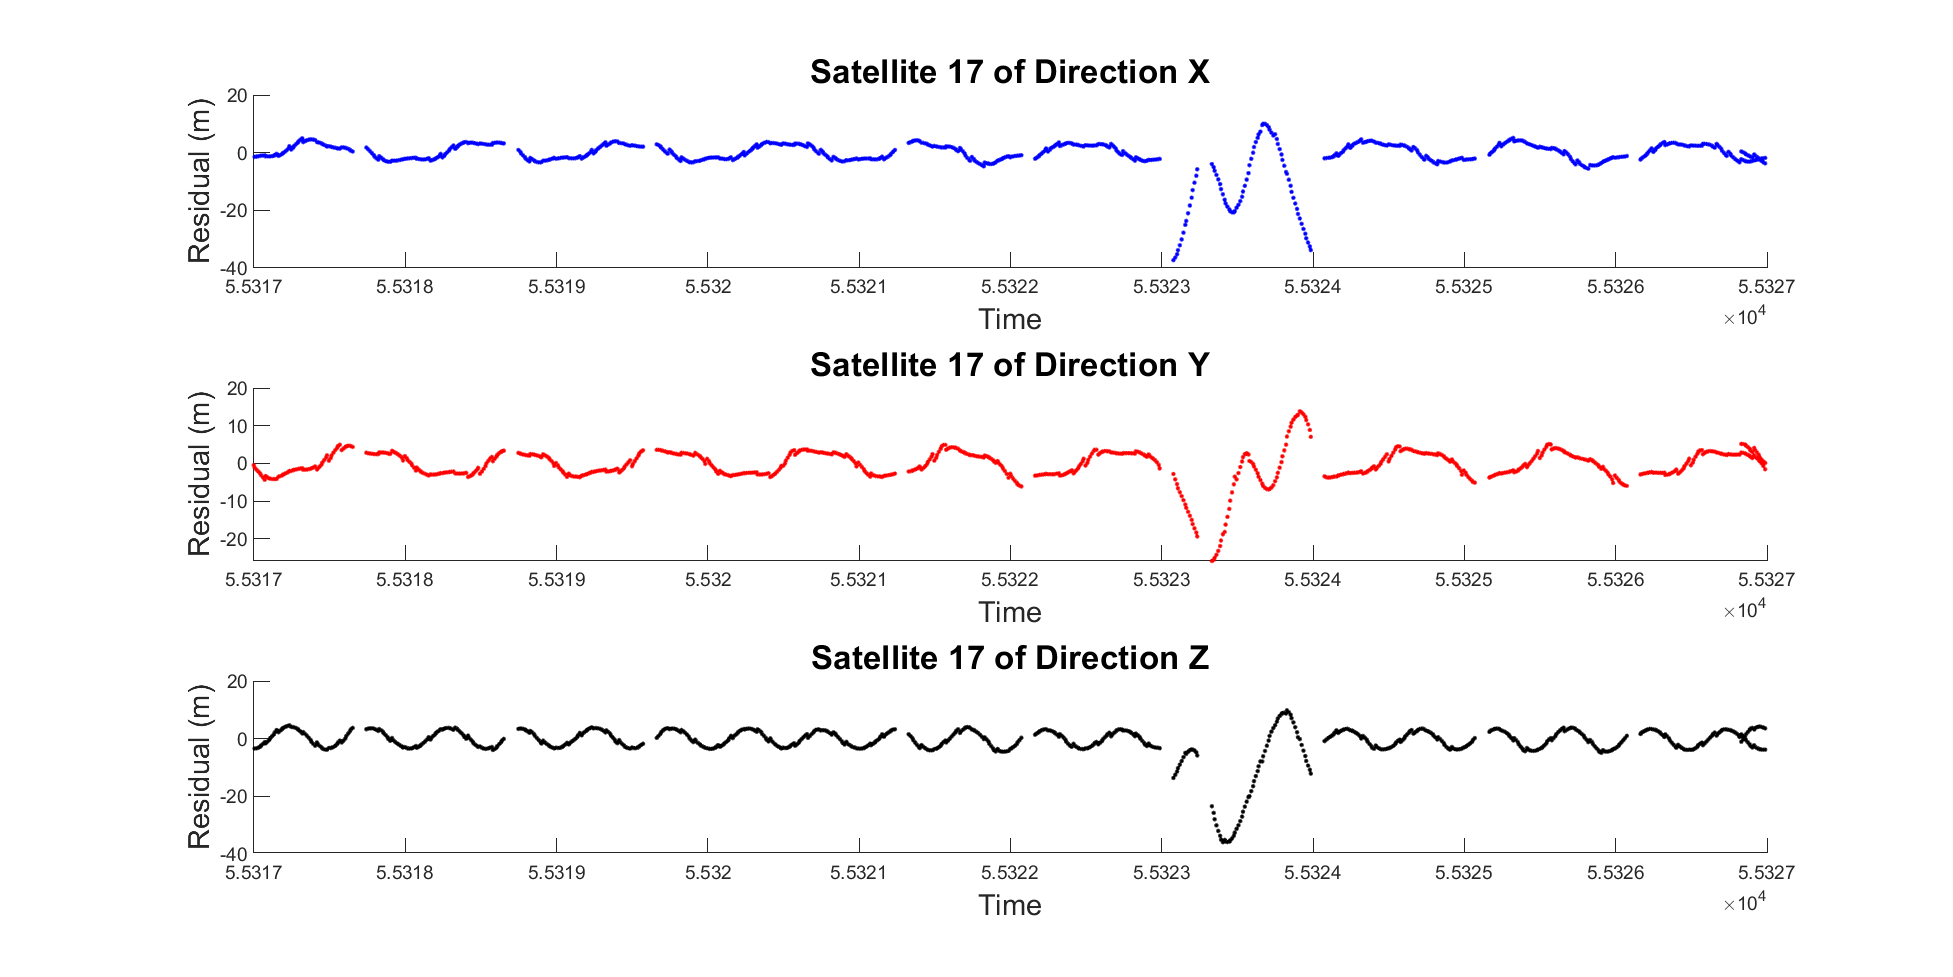 Satellite 17 of Direction X
Residual (m)
20
0
-20
-40
5.5317 5.5318 5.5319 5.532 5.5321 5.5322 5.5323 5.5324 5.5325 5.5326 5.5327
Time
×10⁴
Satellite 17 of Direction Y
Residual (m)
20
10
0
-10
-20
5.5317 5.5318 5.5319 5.532 5.5321 5.5322 5.5323 5.5324 5.5325 5.5326 5.5327
Time
×10⁴
Satellite 17 of Direction Z
Residual (m)
20
0
-20
-40
5.5317 5.5318 5.5319 5.532 5.5321 5.5322 5.5323 5.5324 5.5325 5.5326 5.5327
Time
×10⁴